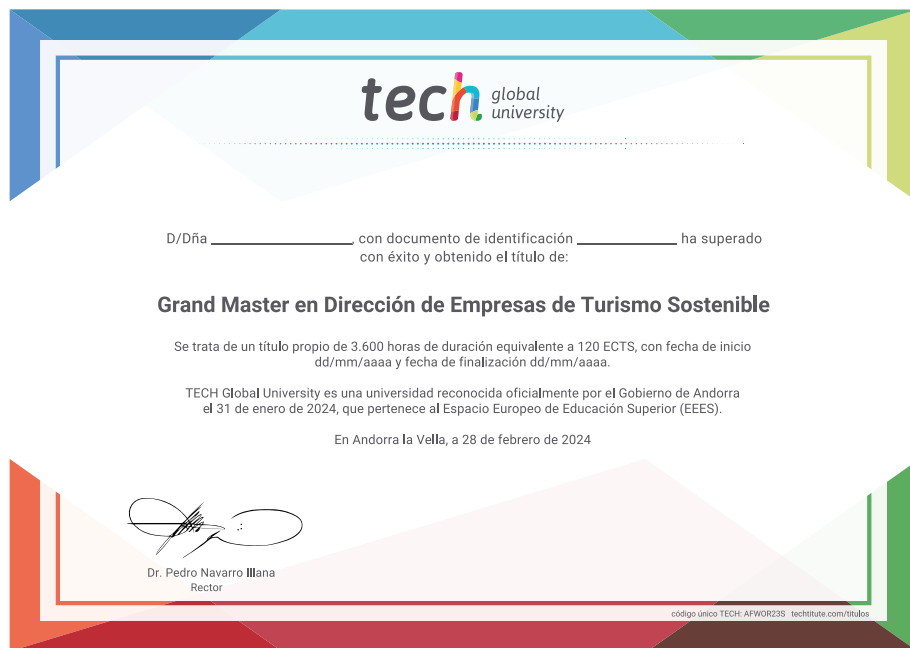 tech global university
D/Dña ____________________, con documento de identificación ______________ ha superado
con éxito y obtenido el título de:
Grand Master en Dirección de Empresas de Turismo Sostenible
Se trata de un título propio de 3.600 horas de duración equivalente a 120 ECTS, con fecha de inicio
dd/mm/aaaa y fecha de finalización dd/mm/aaaa.
TECH Global University es una universidad reconocida oficialmente por el Gobierno de Andorra
el 31 de enero de 2024, que pertenece al Espacio Europeo de Educación Superior (EEES).
En Andorra la Vella, a 28 de febrero de 2024
Dr. Pedro Navarro Illana
Rector
código único TECH: AFWOR23S techtitute.com/titulos